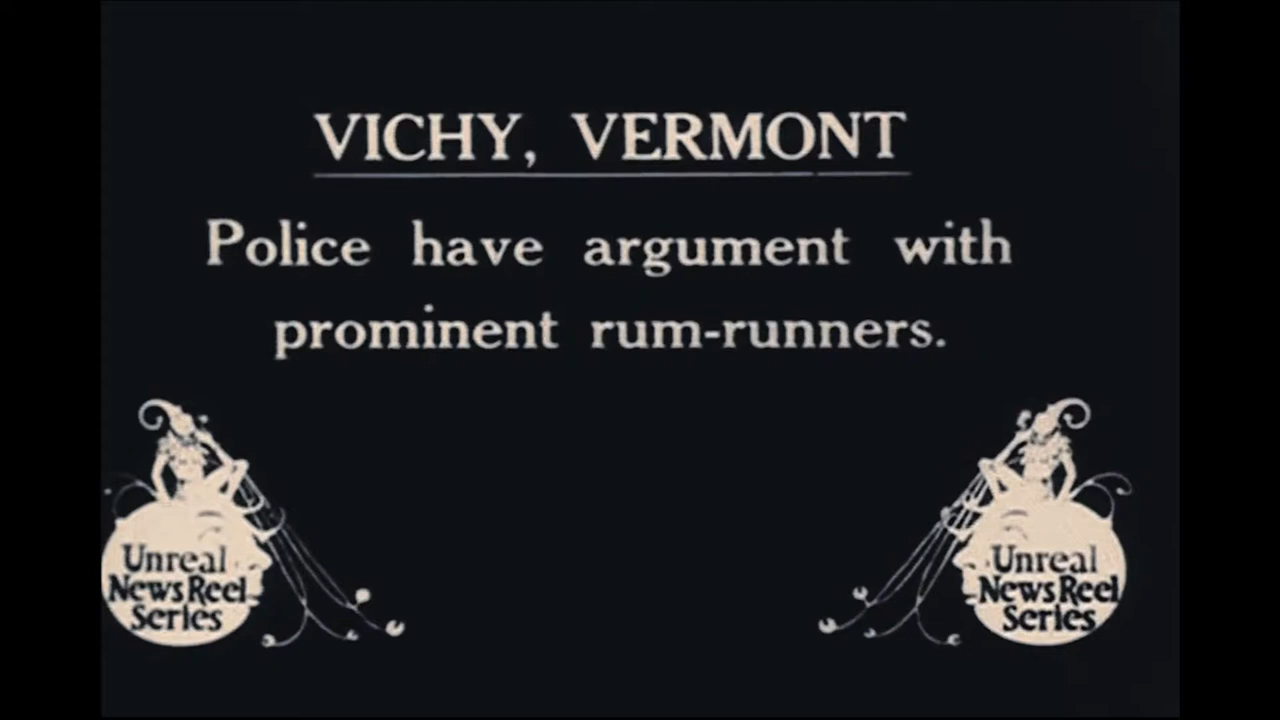 VICHY, VERMONT
Police have argument with
prominent rum-runners.
Unreal
News Reel
Series
Unreal
News Reel
Series